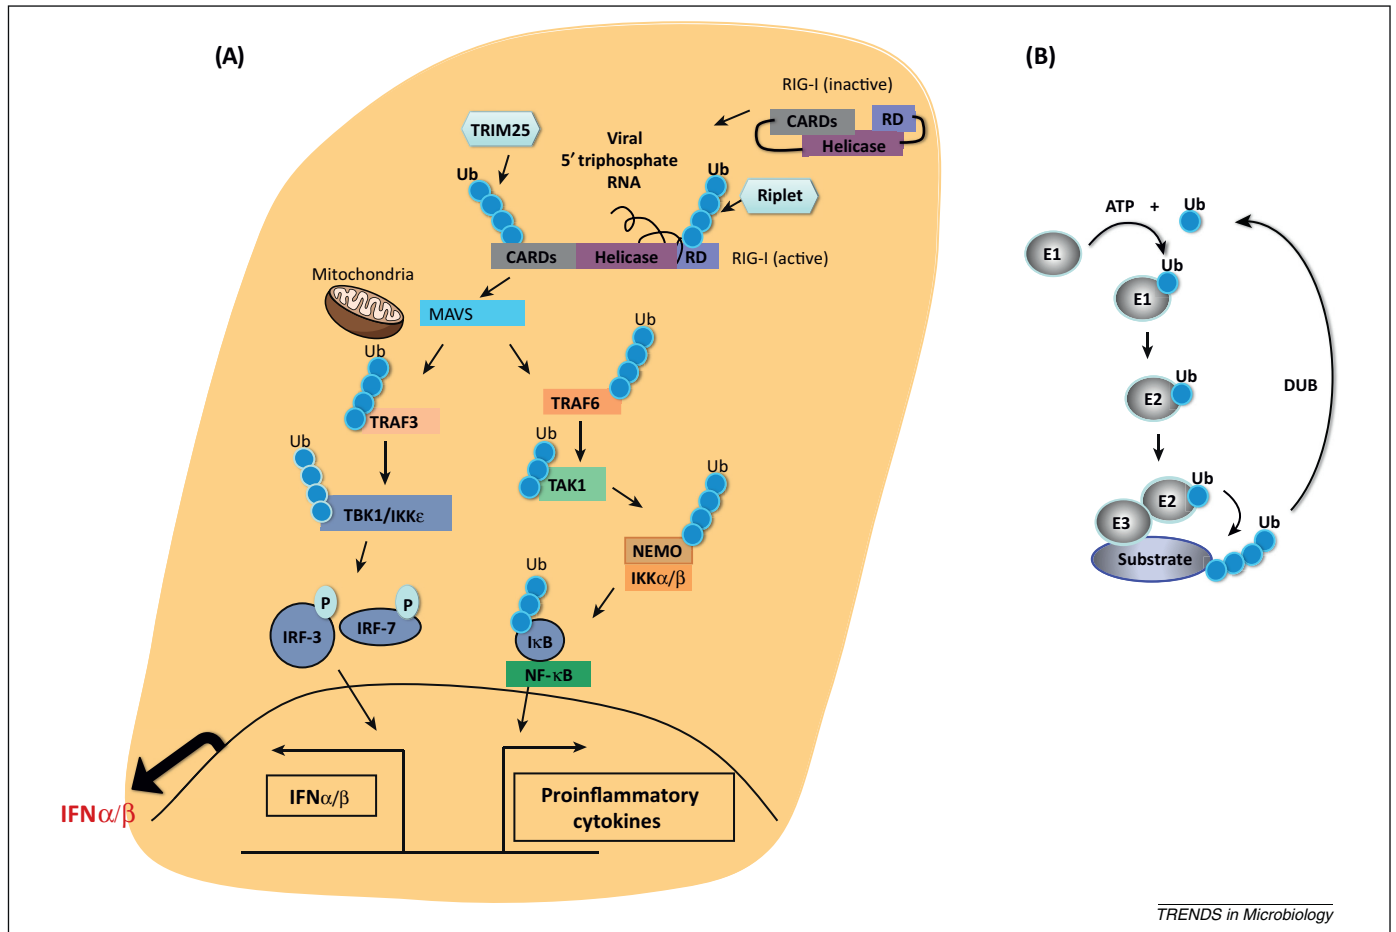 (A)
RIG-I (inactive)
CARDs
RD
Helicase
TRIM25
Viral
5′ triphosphate
RNA
Ub
Ub
Riplet
CARDs
Helicase
RD
RIG-I (active)
Mitochondria
MAVS
Ub
Ub
TRAF3
TRAF6
Ub
Ub
TAK1
Ub
TBK1/IKKε
NEMO
IKKα/β
Ub
P
P
IRF-3
IRF-7
IκB
NF-κB
IFNα/β
IFNα/β
Proinflammatory
cytokines
(B)
ATP +
Ub
E1
Ub
E1
Ub
E2
DUB
Ub
E2
E3
Ub
Substrate
TRENDS in Microbiology